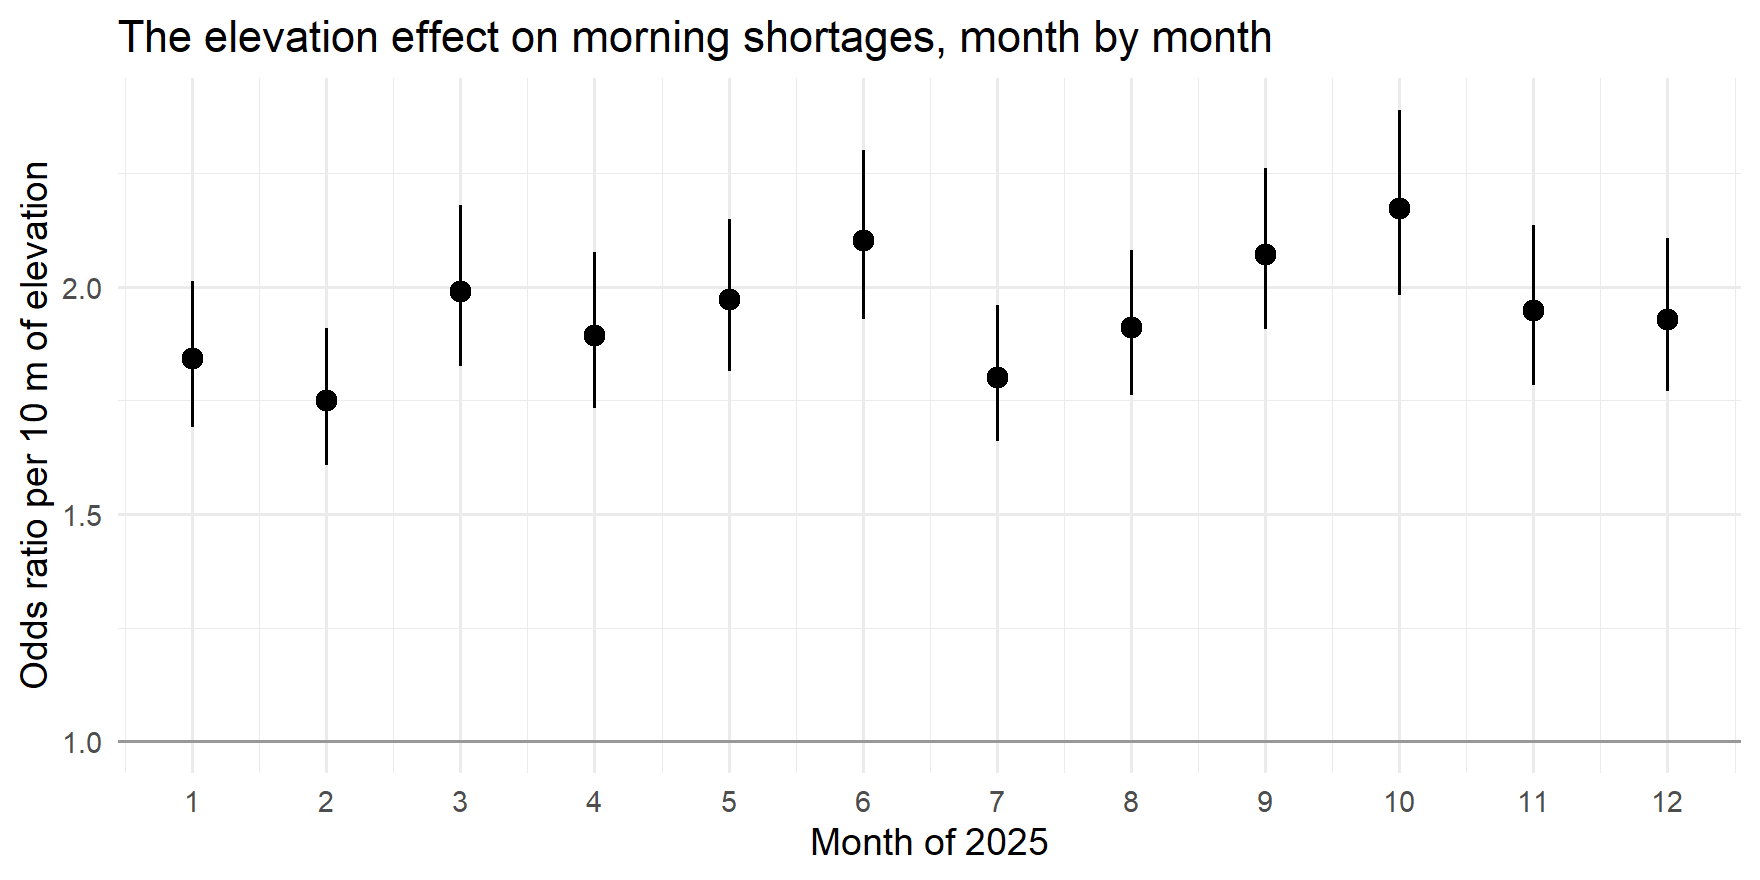 The elevation effect on morning shortages, month by month
Odds ratio per 10 m of elevation
2.0
1.5
1.0
1 2 3 4 5 6 7 8 9 10 11 12
Month of 2025